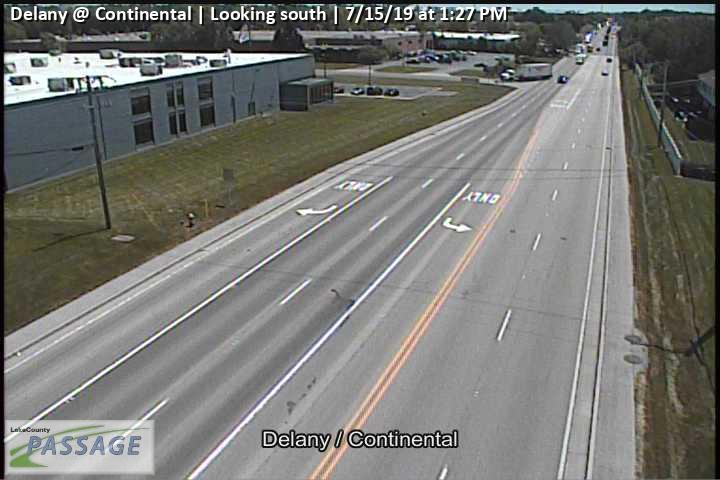 Delany @ Continental | Looking south | 7/15/19 at 1:27 PM
ONLY
ONLY
Delany / Continental
LakeCounty
PASSAGE